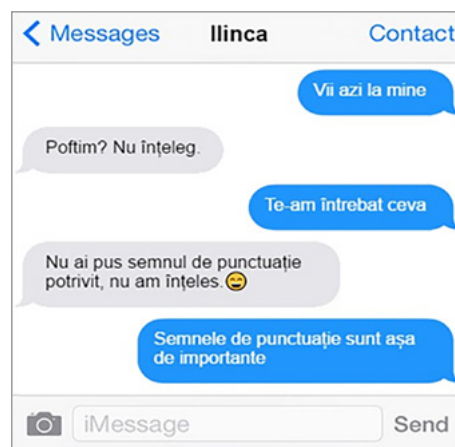 Messages Ilinca Contact
Vii azi la mine
Poftim? Nu înțeleg.
Te-am întrebat ceva
Nu ai pus semnul de punctuație
potrivit, nu am înțeles.😄
Semnele de punctuație sunt așa
de importante
iMessage Send